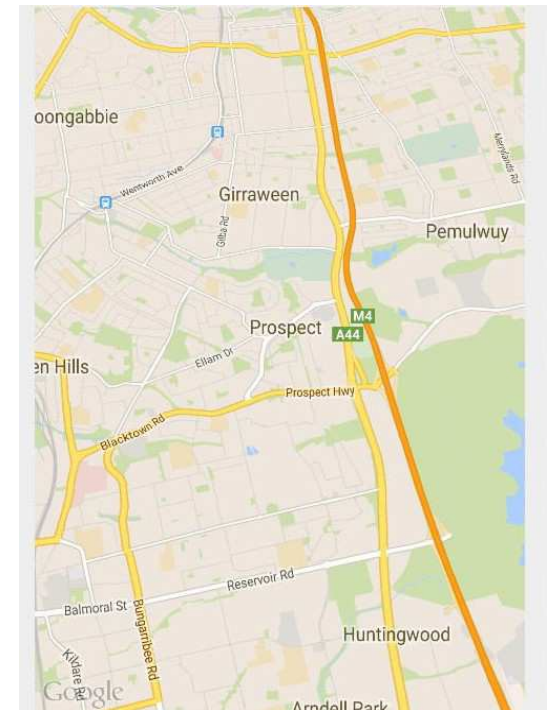 oongabbie
Merrylands Rd
Wentworth Ave
Girraween
Gilba Rd
Pemulwuy
M4
Prospect
A44
en Hills
Ellam Dr
Prospect Hwy
Blacktown Rd
Reservoir Rd
Balmoral St
Bungarribee Rd
Huntingwood
Kildare Rd
Google
Arndell Park